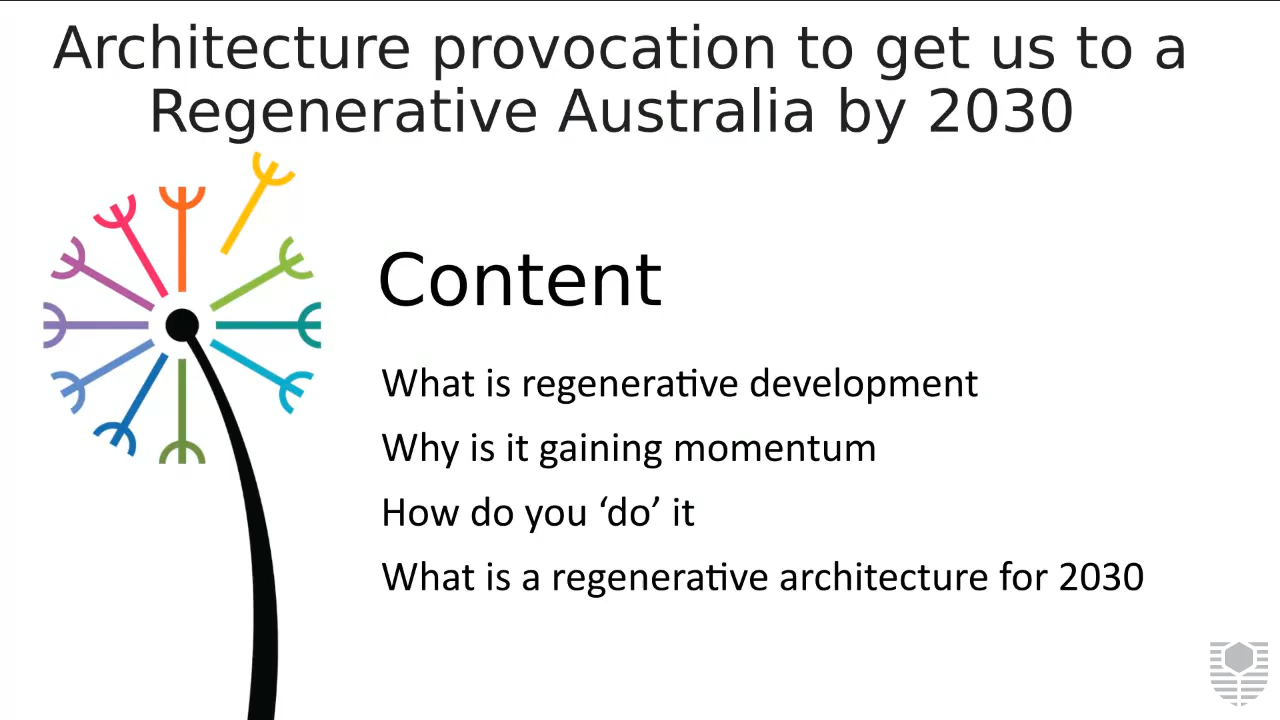 Architecture provocation to get us to a
Regenerative Australia by 2030
Content
What is regenerative development
Why is it gaining momentum
How do you ‘do’ it
What is a regenerative architecture for 2030